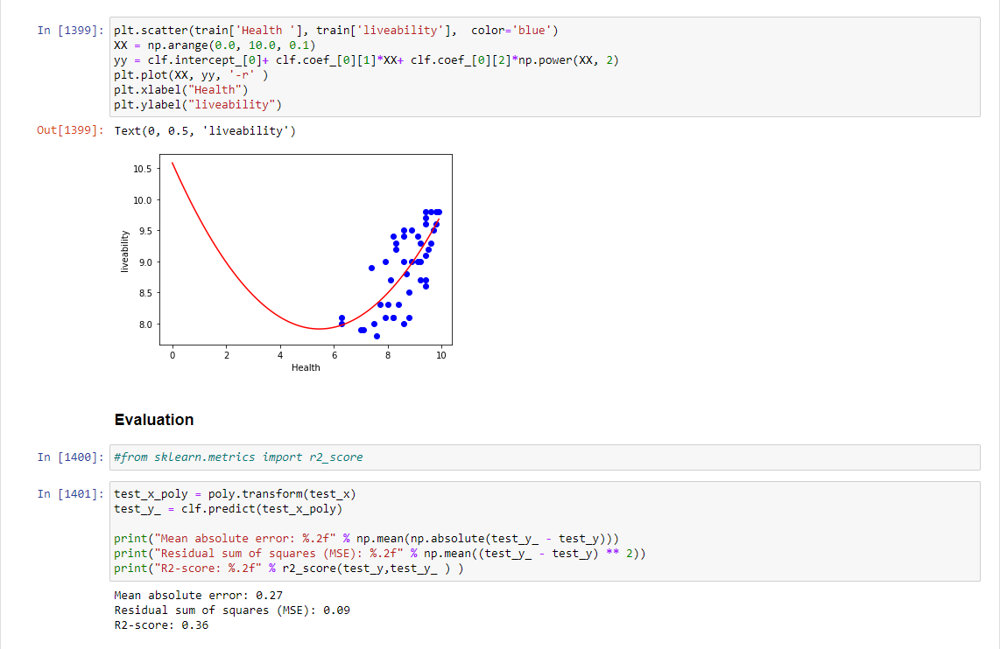 In [1399]: plt.scatter(train['Health '], train['liveability'],  color='blue')
XX = np.arange(0.0, 10.0, 0.1)
yy = clf.intercept_[0]+ clf.coef_[0][1]*XX+ clf.coef_[0][2]*np.power(XX, 2)
plt.plot(XX, yy, '-r' )
plt.xlabel("Health")
plt.ylabel("liveability")
Out[1399]: Text(0, 0.5, 'liveability')
10.5
10.0
9.5
9.0
8.5
8.0
liveability
0 2 4 6 8 10
Health
Evaluation
In [1400]: #from sklearn.metrics import r2_score
In [1401]: test_x_poly = poly.transform(test_x)
test_y_ = clf.predict(test_x_poly)
print("Mean absolute error: %.2f" % np.mean(np.absolute(test_y_ - test_y)))
print("Residual sum of squares (MSE): %.2f" % np.mean((test_y_ - test_y) ** 2))
print("R2-score: %.2f" % r2_score(test_y,test_y_ ) )
Mean absolute error: 0.27
Residual sum of squares (MSE): 0.09
R2-score: 0.36